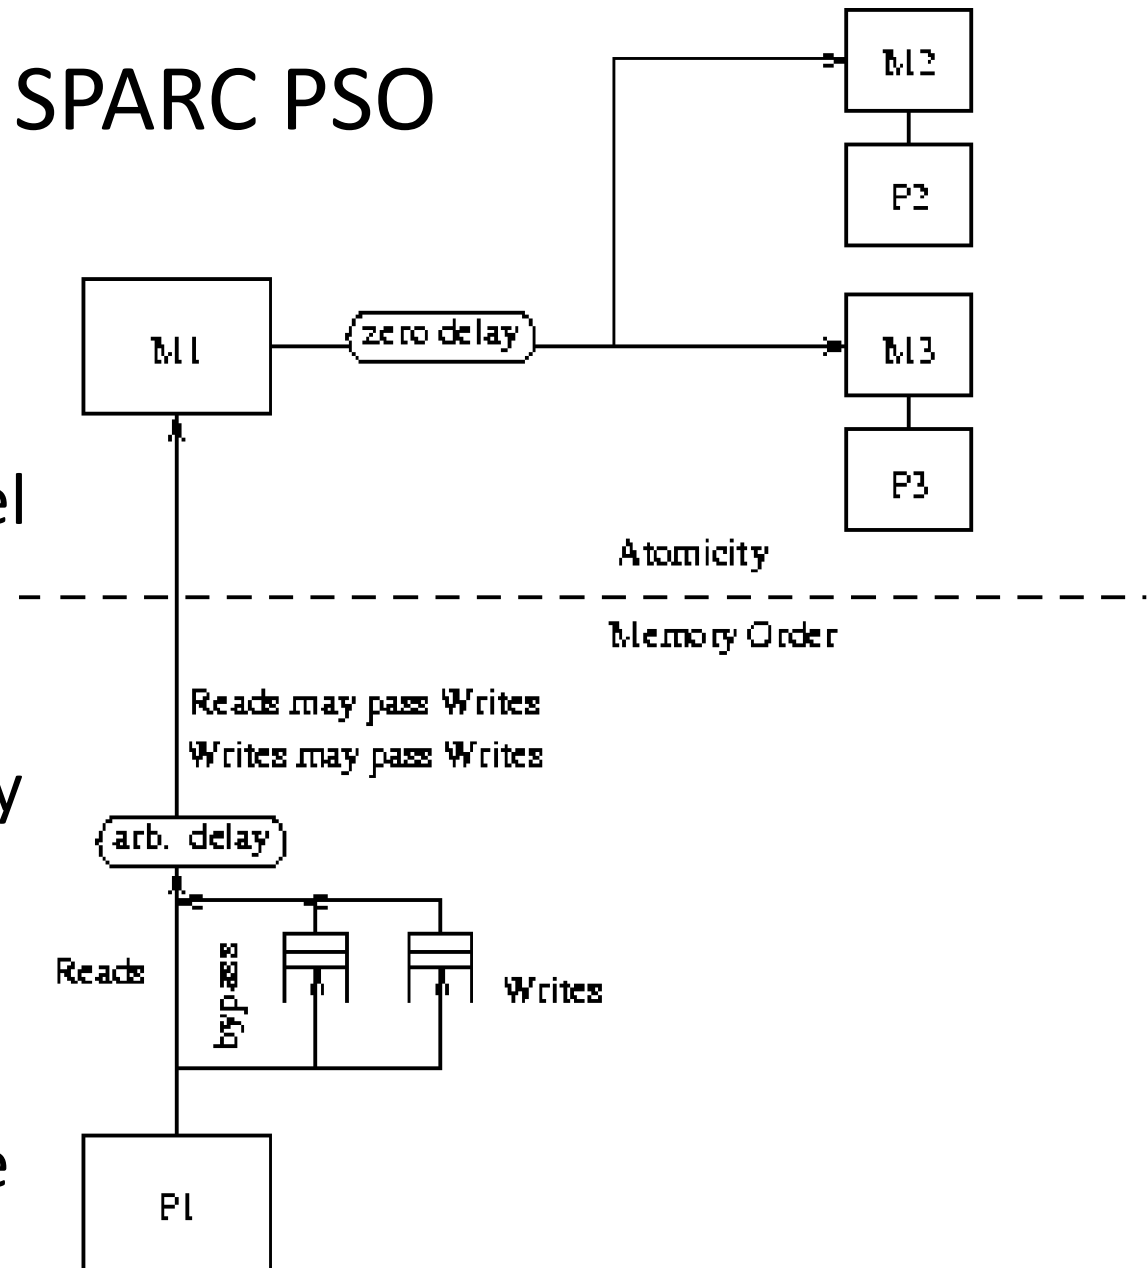 SPARC PSO
M2
P2
M1
zero delay
M3
P3
el
Atomicity
Memory Order
Reads may pass Writes
Writes may pass Writes
y
arb. delay
Reads
bypass
Writes
e
P1